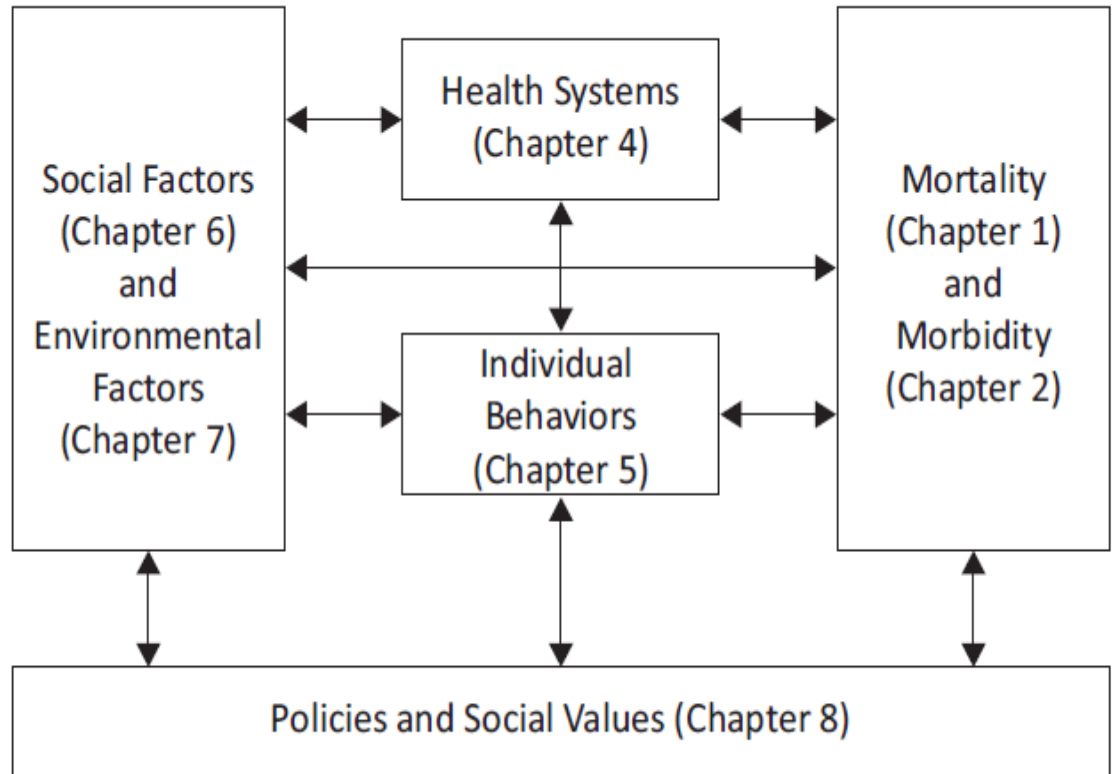 Health Systems
(Chapter 4)
Social Factors
(Chapter 6)
and
Environmental
Factors
(Chapter 7)
Mortality
(Chapter 1)
and
Morbidity
(Chapter 2)
Individual
Behaviors
(Chapter 5)
Policies and Social Values (Chapter 8)